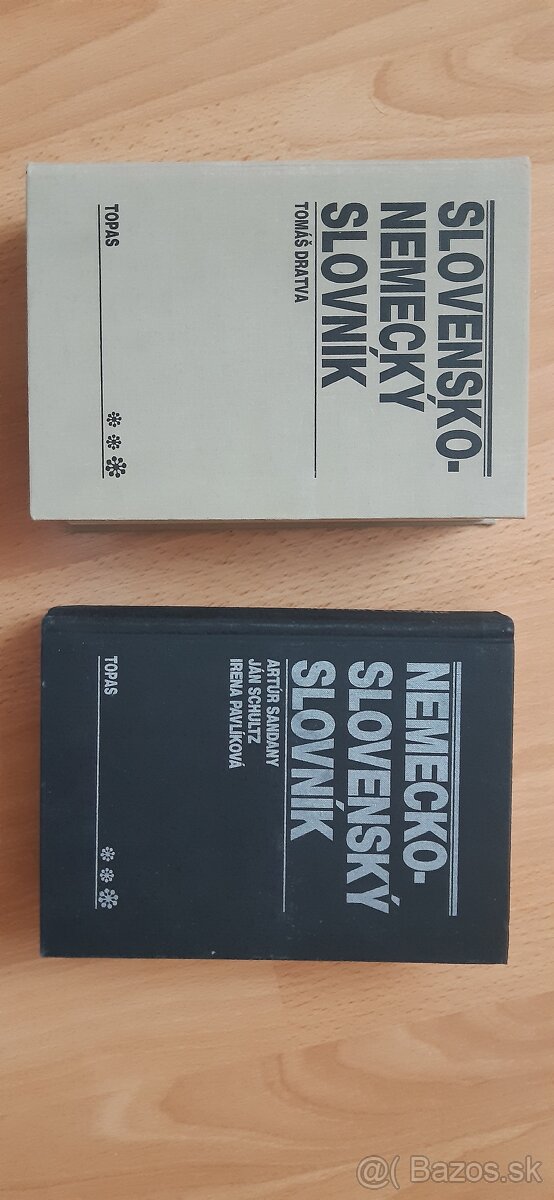 SLOVENSKO-
NEMECKÝ
SLOVNÍK
TOMÁŠ DRATVA
TOPAS
NEMECKO-
SLOVENSKÝ
SLOVNÍK
ARTÚR SANDANY
JÁN SCHULTZ
IRENA PAVLÍKOVÁ
TOPAS
@( Bazos.sk